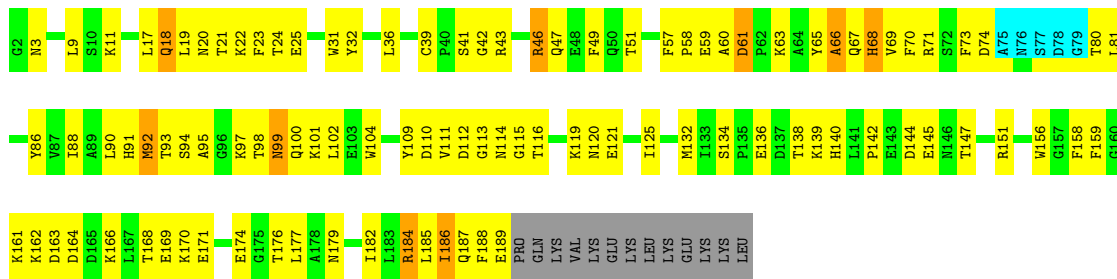 G2 N3 L9 S10 K11 L17 Q18 L19 N20 T21 K22 F23 T24 E25 W31 Y32 L36 C39 P40 S41 G42 R43 R46 Q47 E48 F49 Q50 T51 F57 P58 E59 A60 D61 P62 K63 A64 Y65 A66 Q67 H68 V69 F70 R71 S72 F73 D74 A75 N76 S77 D78 G79 T80 L81
Y86 V87 I88 A89 L90 H91 M92 T93 S94 A95 G96 K97 T98 N99 Q100 K101 L102 E103 W104 Y109 D110 V111 D112 G113 N114 G115 T116 K119 N120 E121 I125 M132 I133 S134 P135 E136 D137 T138 K139 H140 L141 P142 E143 D144 E145 N146 T147 R151 W156 G157 F158 F159 G160
K161 K162 D163 D164 D165 K166 L167 T168 E169 K170 E171 E174 G175 T176 L177 A178 N179 I182 L183 R184 L185 I186 Q187 F188 E189 PRO GLN LYS VAL LYS GLU LYS LEU LYS GLU LYS LYS LEU